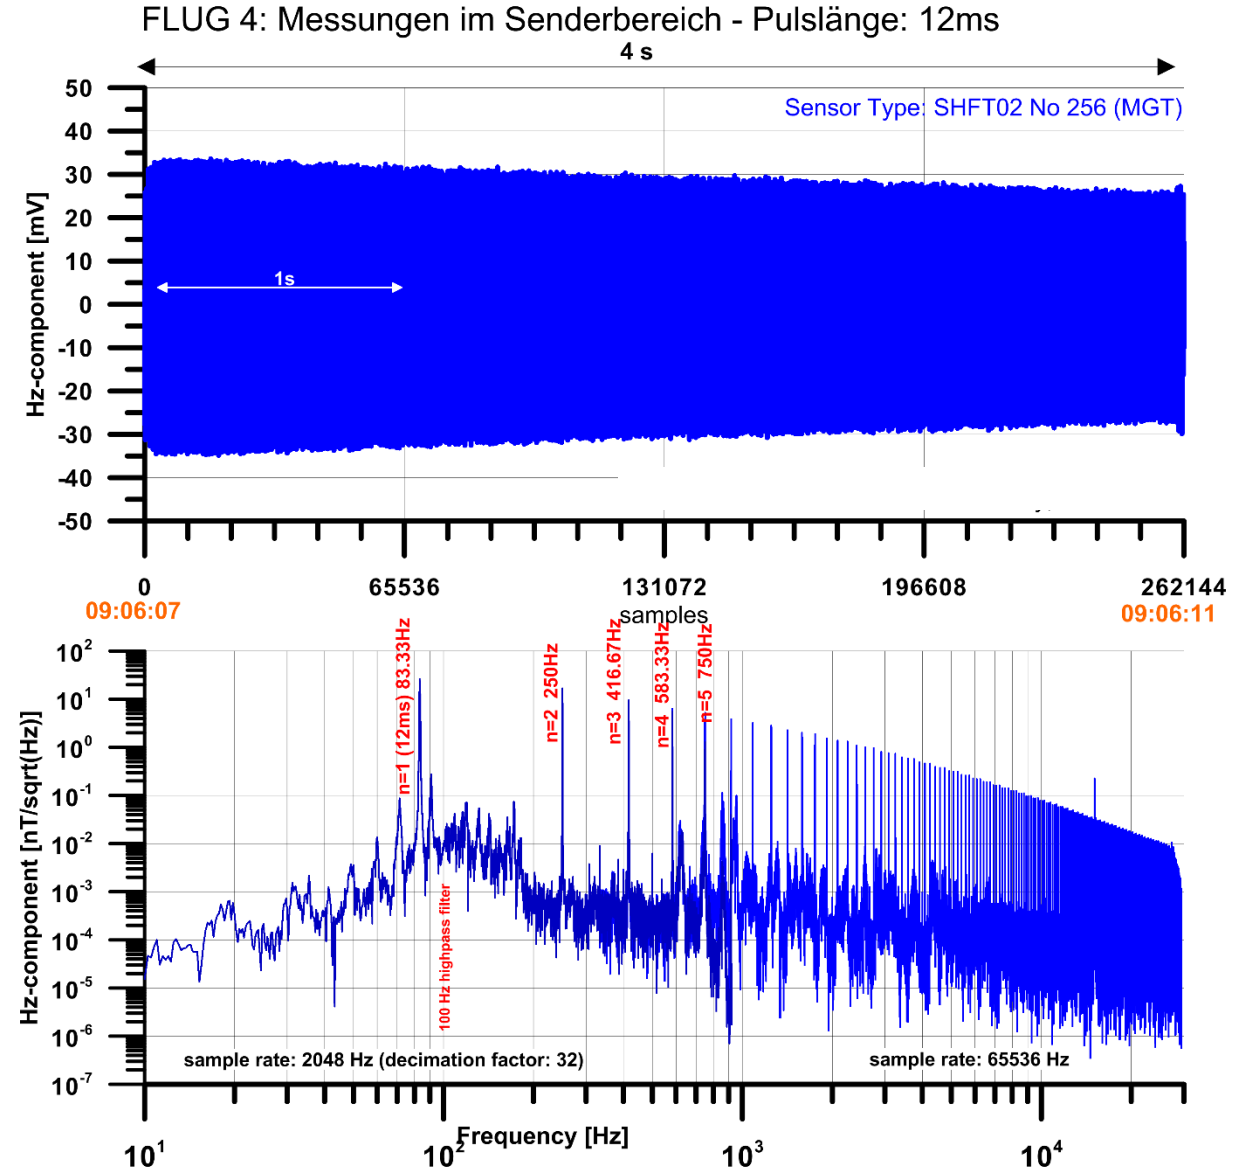 FLUG 4: Messungen im Senderbereich - Pulslänge: 12ms
4 s
Sensor Type: SHFT02 No 256 (MGT)
Hz-component [mV]
50
40
30
20
10
0
-10
-20
-30
-40
-50
1s
0 65536 131072 196608 262144
09:06:07 samples 09:06:11
Hz-component [nT/sqrt(Hz)]
10²
10¹
10⁰
10⁻¹
10⁻²
10⁻³
10⁻⁴
10⁻⁵
10⁻⁶
10⁻⁷
n=1 (12ms) 83.33Hz
n=2 250Hz
n=3 416.67Hz
n=4 583.33Hz
n=5 750Hz
100 Hz highpass filter
sample rate: 2048 Hz (decimation factor: 32)
sample rate: 65536 Hz
10¹ 10² 10³ 10⁴
Frequency [Hz]